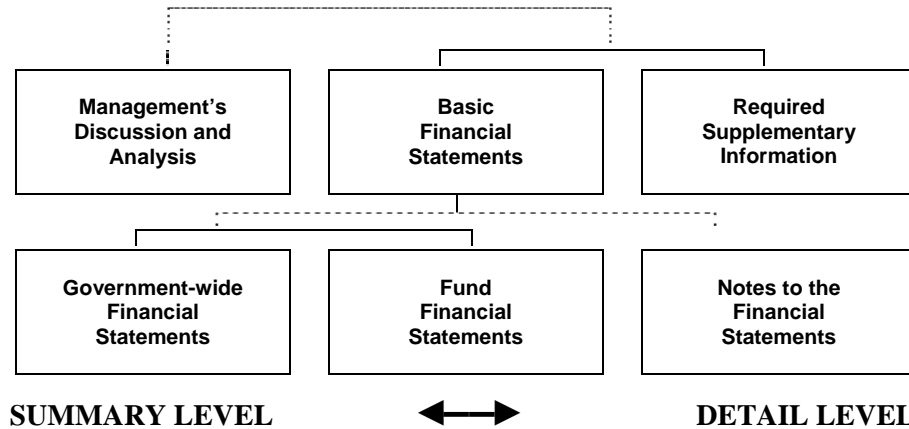 Management’s
Discussion and
Analysis
Basic
Financial
Statements
Required
Supplementary
Information
Government-wide
Financial
Statements
Fund
Financial
Statements
Notes to the
Financial
Statements
SUMMARY LEVEL
DETAIL LEVEL